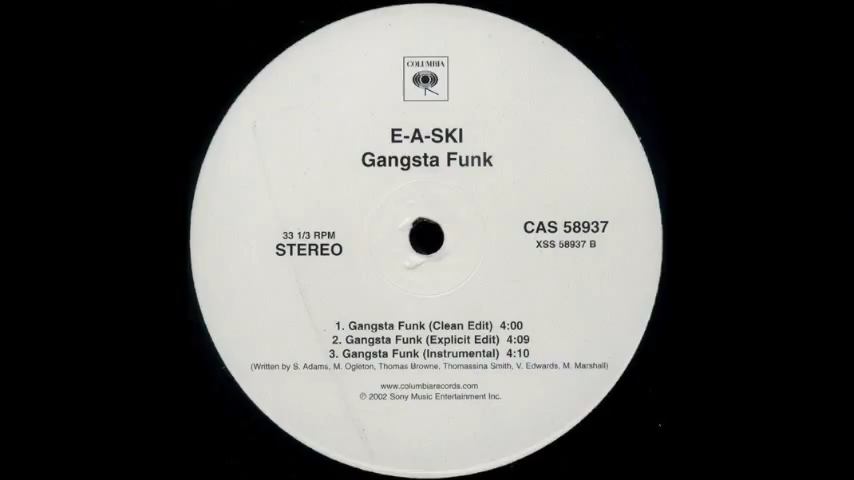 COLUMBIA
E-A-SKI
Gangsta Funk
33 1/3 RPM
STEREO
CAS 58937
XSS 58937 B
1. Gangsta Funk (Clean Edit) 4:00
2. Gangsta Funk (Explicit Edit) 4:09
3. Gangsta Funk (Instrumental) 4:10
(Written by S. Adams, M. Ogleton, Thomas Browne, Thomassina Smith, V. Edwards, M. Marshall)
www.columbiarecords.com
℗ 2002 Sony Music Entertainment Inc.